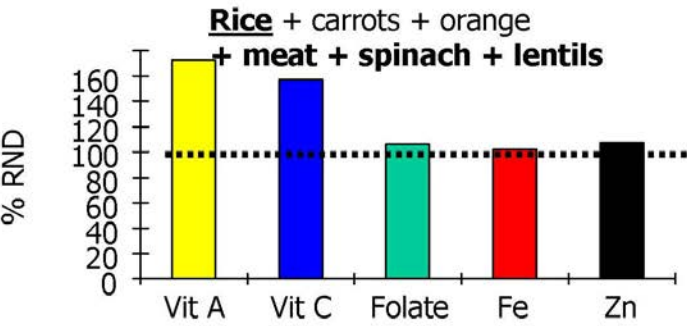 Rice + carrots + orange
+ meat + spinach + lentils
% RND
160
140
120
100
80
60
40
20
0
Vit A Vit C Folate Fe Zn